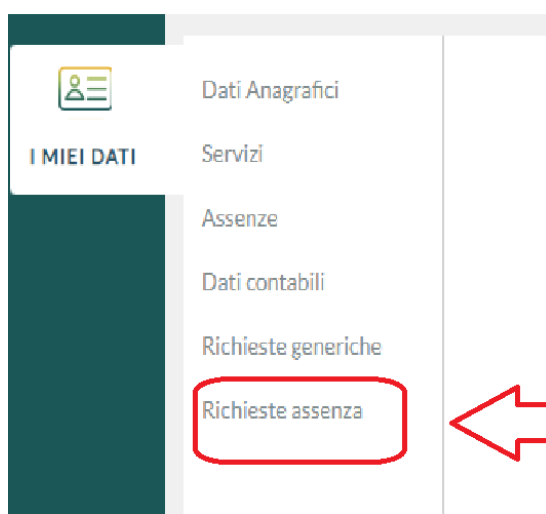 I MIEI DATI
Dati Anagrafici
Servizi
Assenze
Dati contabili
Richieste generiche
Richieste assenza